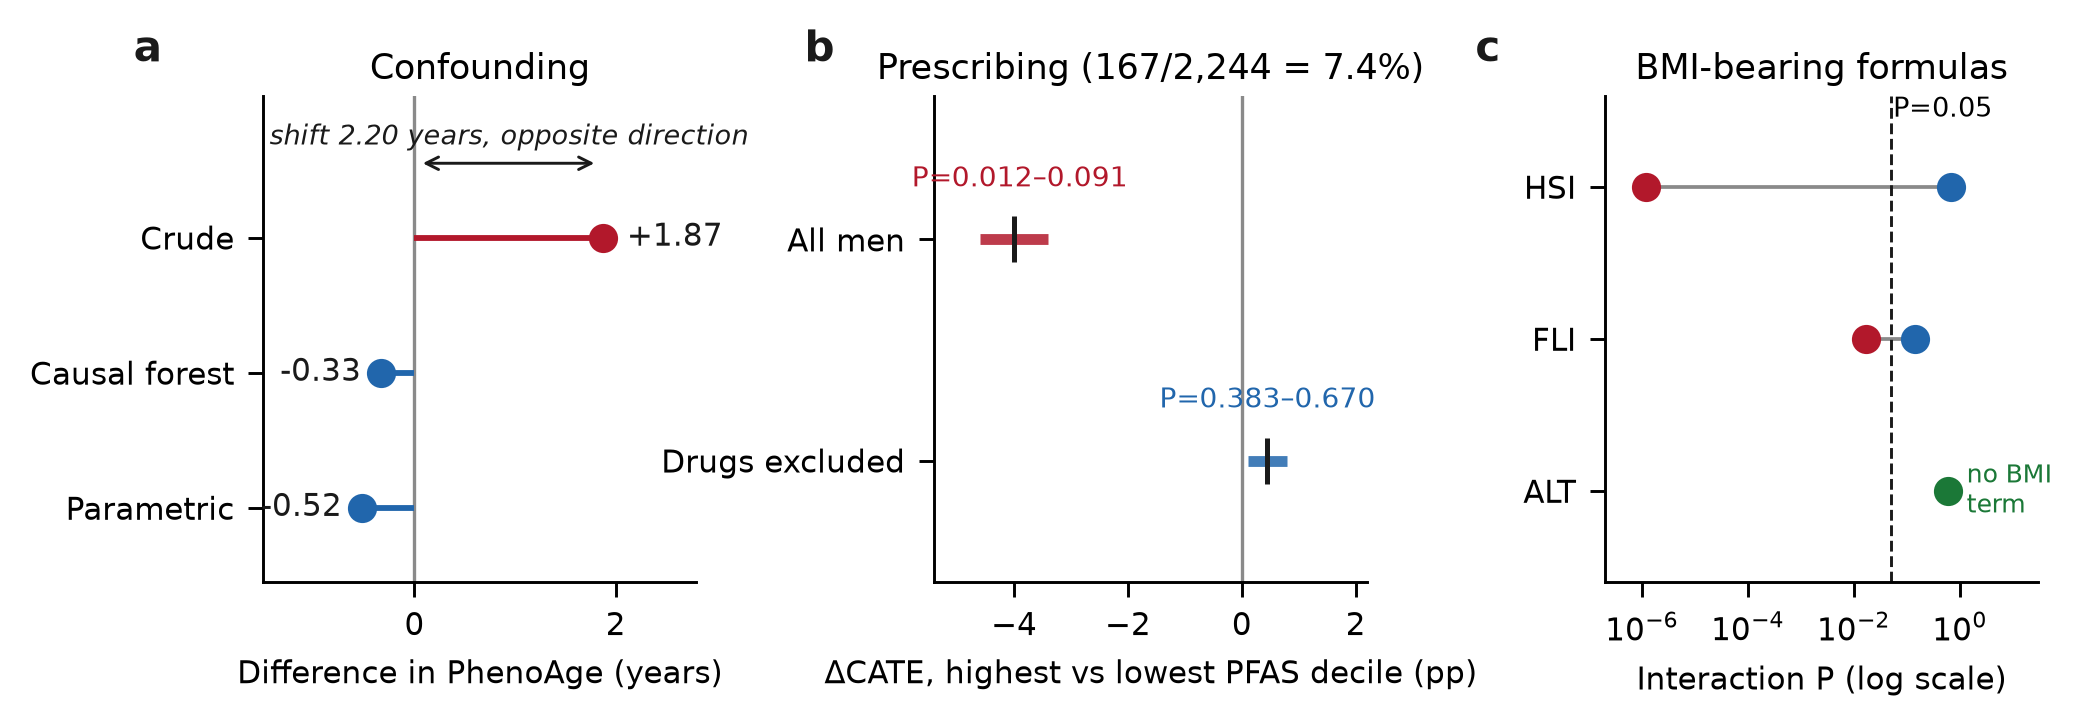 a
Confounding
shift 2.20 years, opposite direction
Crude
+1.87
Causal forest
-0.33
Parametric
-0.52
0
2
Difference in PhenoAge (years)
b
Prescribing (167/2,244 = 7.4%)
P=0.012–0.091
All men
P=0.383–0.670
Drugs excluded
−4
−2
0
2
ΔCATE, highest vs lowest PFAS decile (pp)
c
BMI-bearing formulas
P=0.05
HSI
FLI
ALT
no BMI
term
10⁻⁶
10⁻⁴
10⁻²
10⁰
Interaction P (log scale)